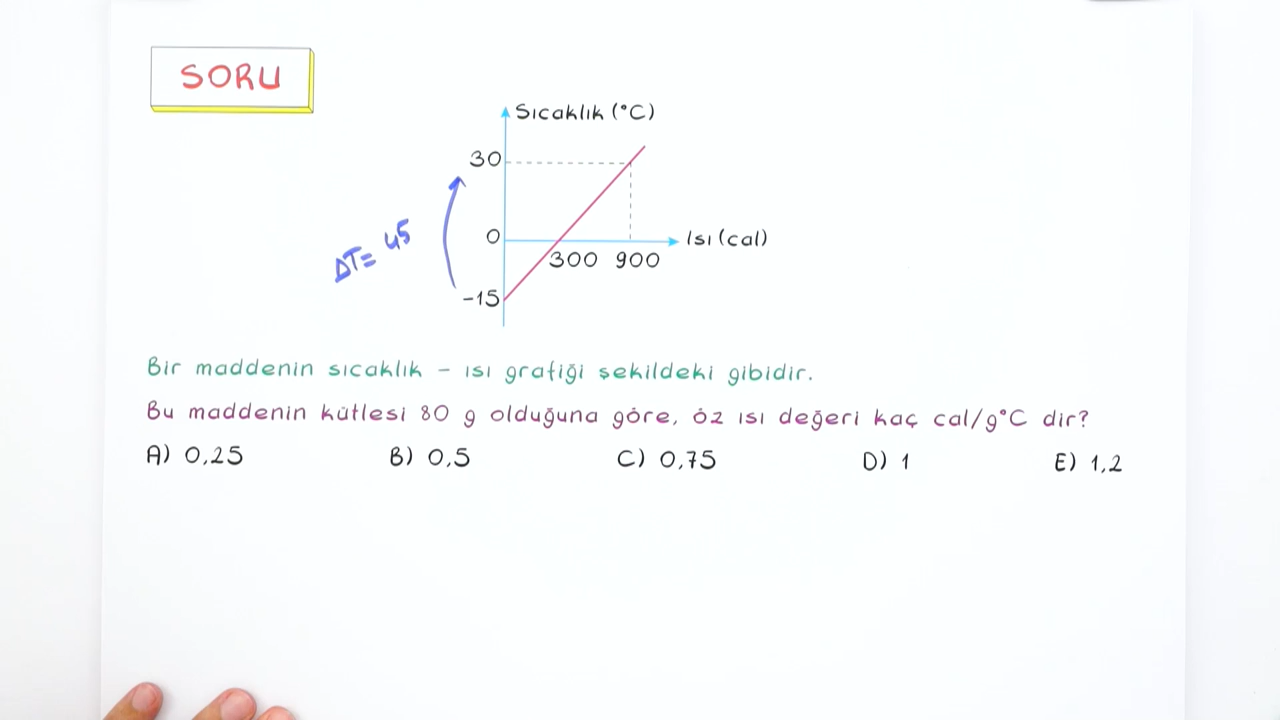 SORU
Sıcaklık (°C)
30
ΔT= 45
0
Isı (cal)
300 900
-15
Bir maddenin sıcaklık - ısı grafiği şekildeki gibidir.
Bu maddenin kütlesi 80 g olduğuna göre, öz ısı değeri kaç cal/g°C dir?
A) 0,25 B) 0,5 C) 0,75 D) 1 E) 1,2